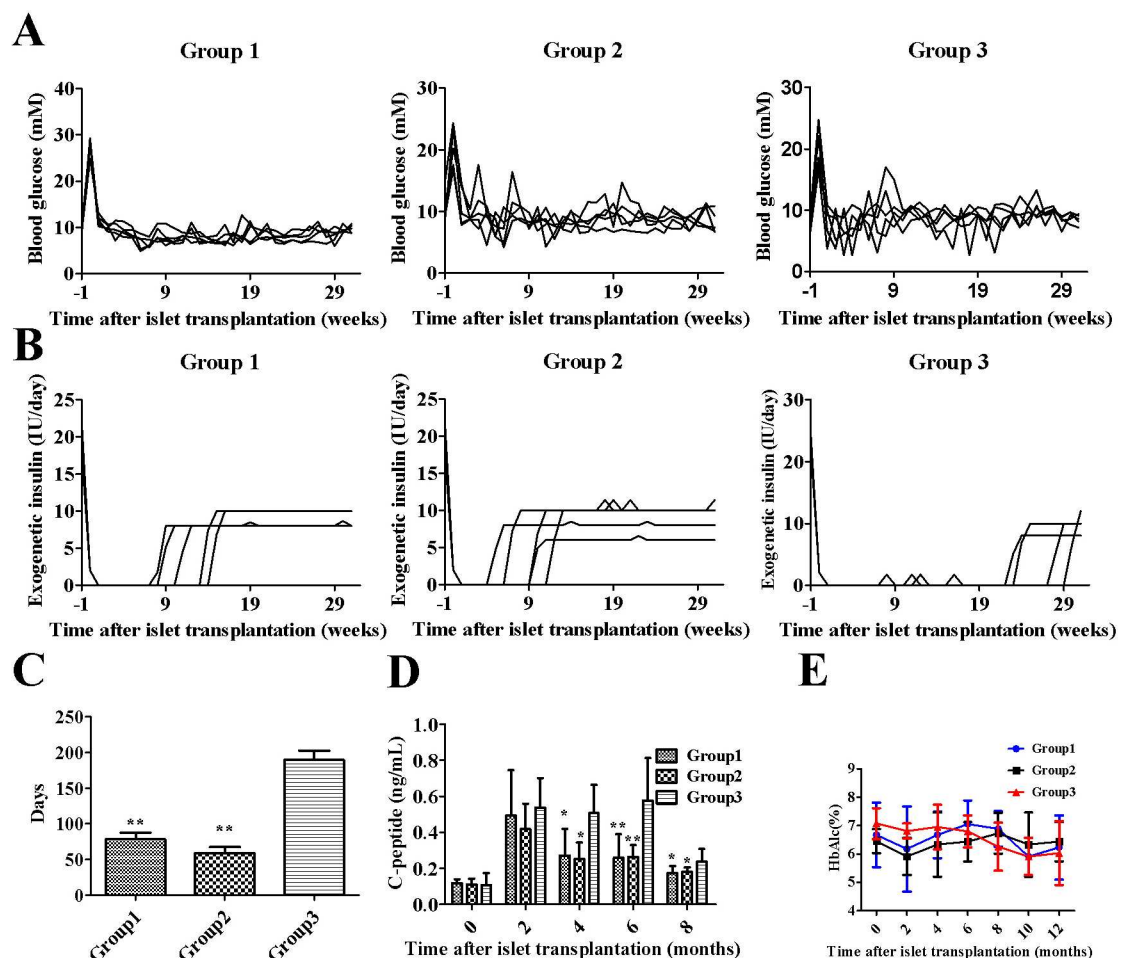 A
Group 1
Group 2
Group 3
Blood glucose (mM)
40
30
20
10
0
-1 9 19 29
Time after islet transplantation (weeks)
Blood glucose (mM)
30
20
10
0
-1 9 19 29
Time after islet transplantation (weeks)
Blood glucose (mM)
30
20
10
0
-1 9 19 29
Time after islet transplantation (weeks)
B
Group 1
Group 2
Group 3
Exogenetic insulin (IU/day)
25
20
15
10
5
0
-1 9 19 29
Time after islet transplantation (weeks)
Exogenetic insulin (IU/day)
25
20
15
10
5
0
-1 9 19 29
Time after islet transplantation (weeks)
Exogenetic insulin (IU/day)
30
20
10
0
-1 9 19 29
Time after islet transplantation (weeks)
C
Days
250
200
150
100
50
0
** **
Group1 Group2 Group3
D
C-peptide (ng/mL)
1.0
0.8
0.6
0.4
0.2
0.0
Group1
Group2
Group3
* *
** **
* *
0 2 4 6 8
Time after islet transplantation (months)
E
HbAlc(%)
9
8
7
6
5
4
Group1
Group2
Group3
0 2 4 6 8 10 12
Time after islet transplantation (months)